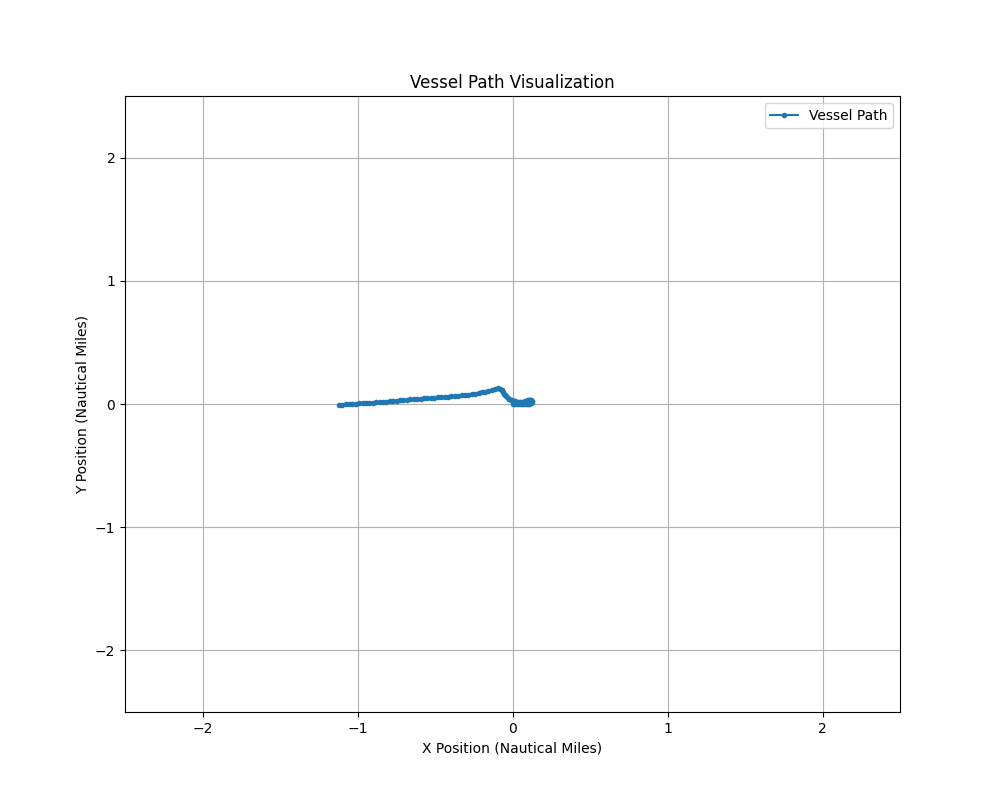 Vessel Path Visualization
Vessel Path
2
1
0
−1
−2
Y Position (Nautical Miles)
−2 −1 0 1 2
X Position (Nautical Miles)